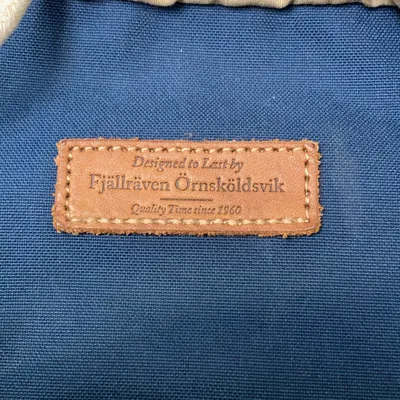 Designed to Last by
Fjällräven Örnsköldsvik
Quality Time since 1960